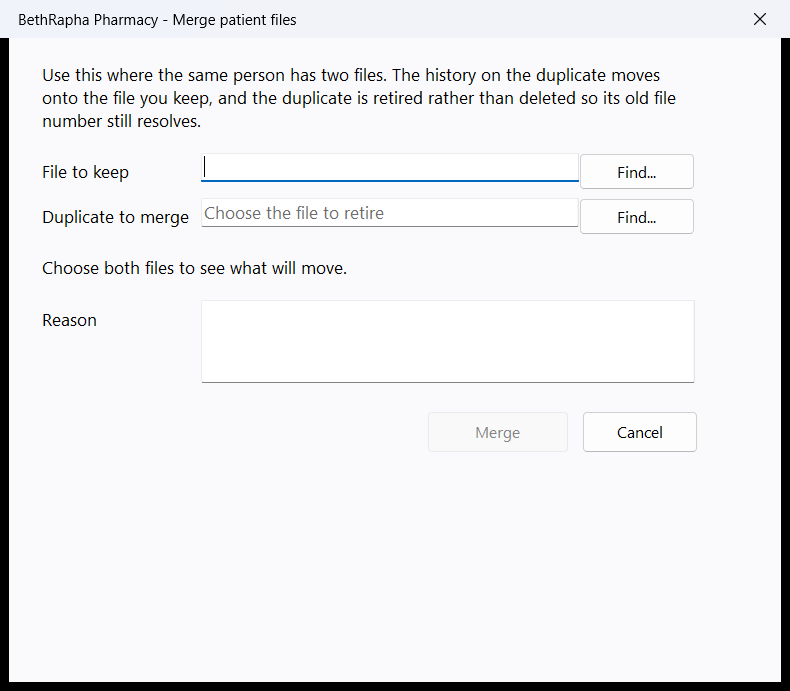 BethRapha Pharmacy - Merge patient files
Use this where the same person has two files. The history on the duplicate moves
onto the file you keep, and the duplicate is retired rather than deleted so its old file
number still resolves.
File to keep
Find...
Duplicate to merge
Choose the file to retire
Find...
Choose both files to see what will move.
Reason
Merge
Cancel